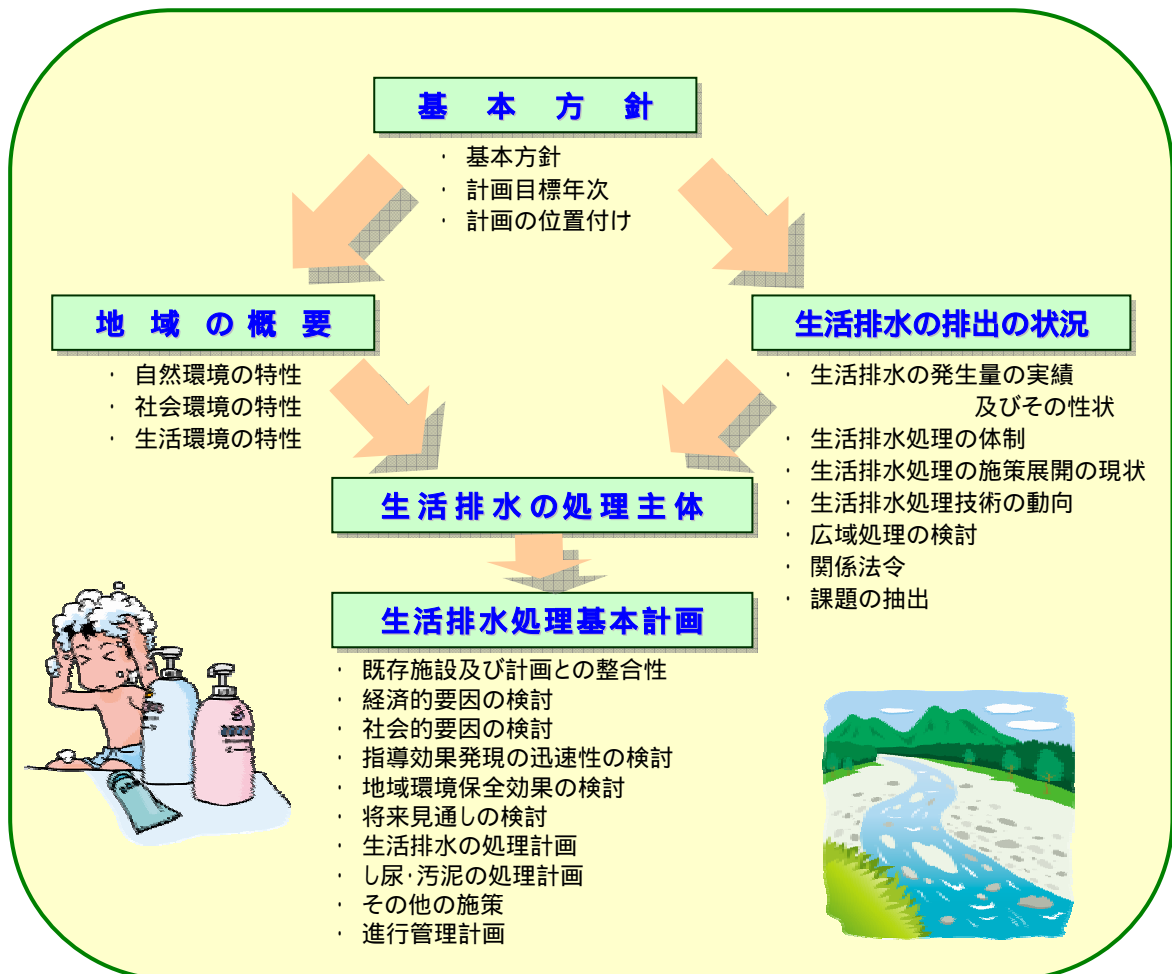 基 本 方 針
・ 基本方針
・ 計画目標年次
・ 計画の位置付け
地 域 の 概 要
・ 自然環境の特性
・ 社会環境の特性
・ 生活環境の特性
生活排水の排出の状況
・ 生活排水の発生量の実績
及びその性状
・ 生活排水処理の体制
・ 生活排水処理の施策展開の現状
・ 生活排水処理技術の動向
・ 広域処理の検討
・ 関係法令
・ 課題の抽出
生活排水の処理主体
生活排水処理基本計画
・ 既存施設及び計画との整合性
・ 経済的要因の検討
・ 社会的要因の検討
・ 指導効果発現の迅速性の検討
・ 地域環境保全効果の検討
・ 将来見通しの検討
・ 生活排水の処理計画
・ し尿・汚泥の処理計画
・ その他の施策
・ 進行管理計画